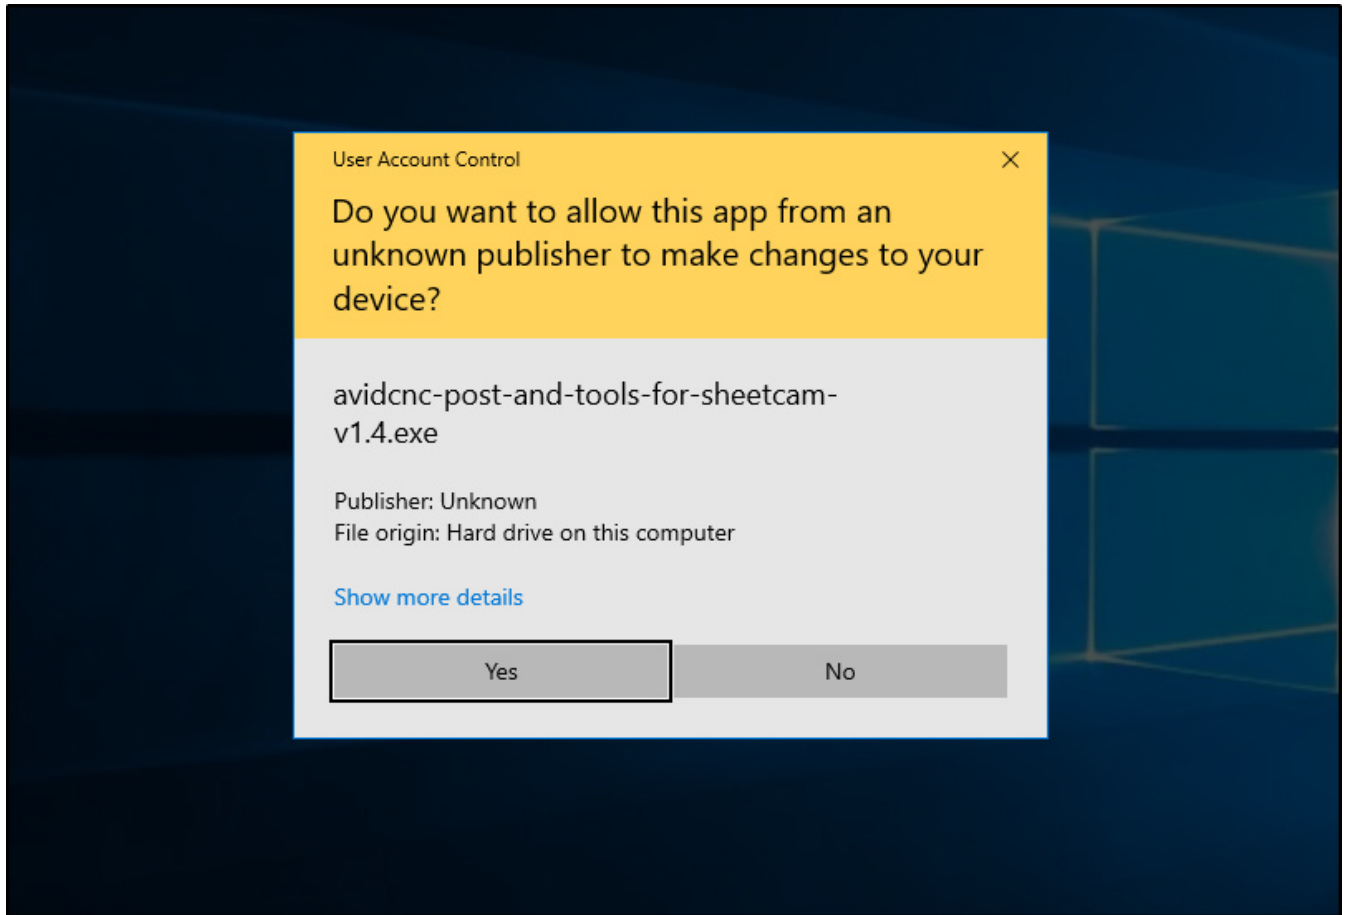 User Account Control
Do you want to allow this app from an
unknown publisher to make changes to your
device?
avidcnc-post-and-tools-for-sheetcam-
v1.4.exe
Publisher: Unknown
File origin: Hard drive on this computer
Show more details
Yes
No